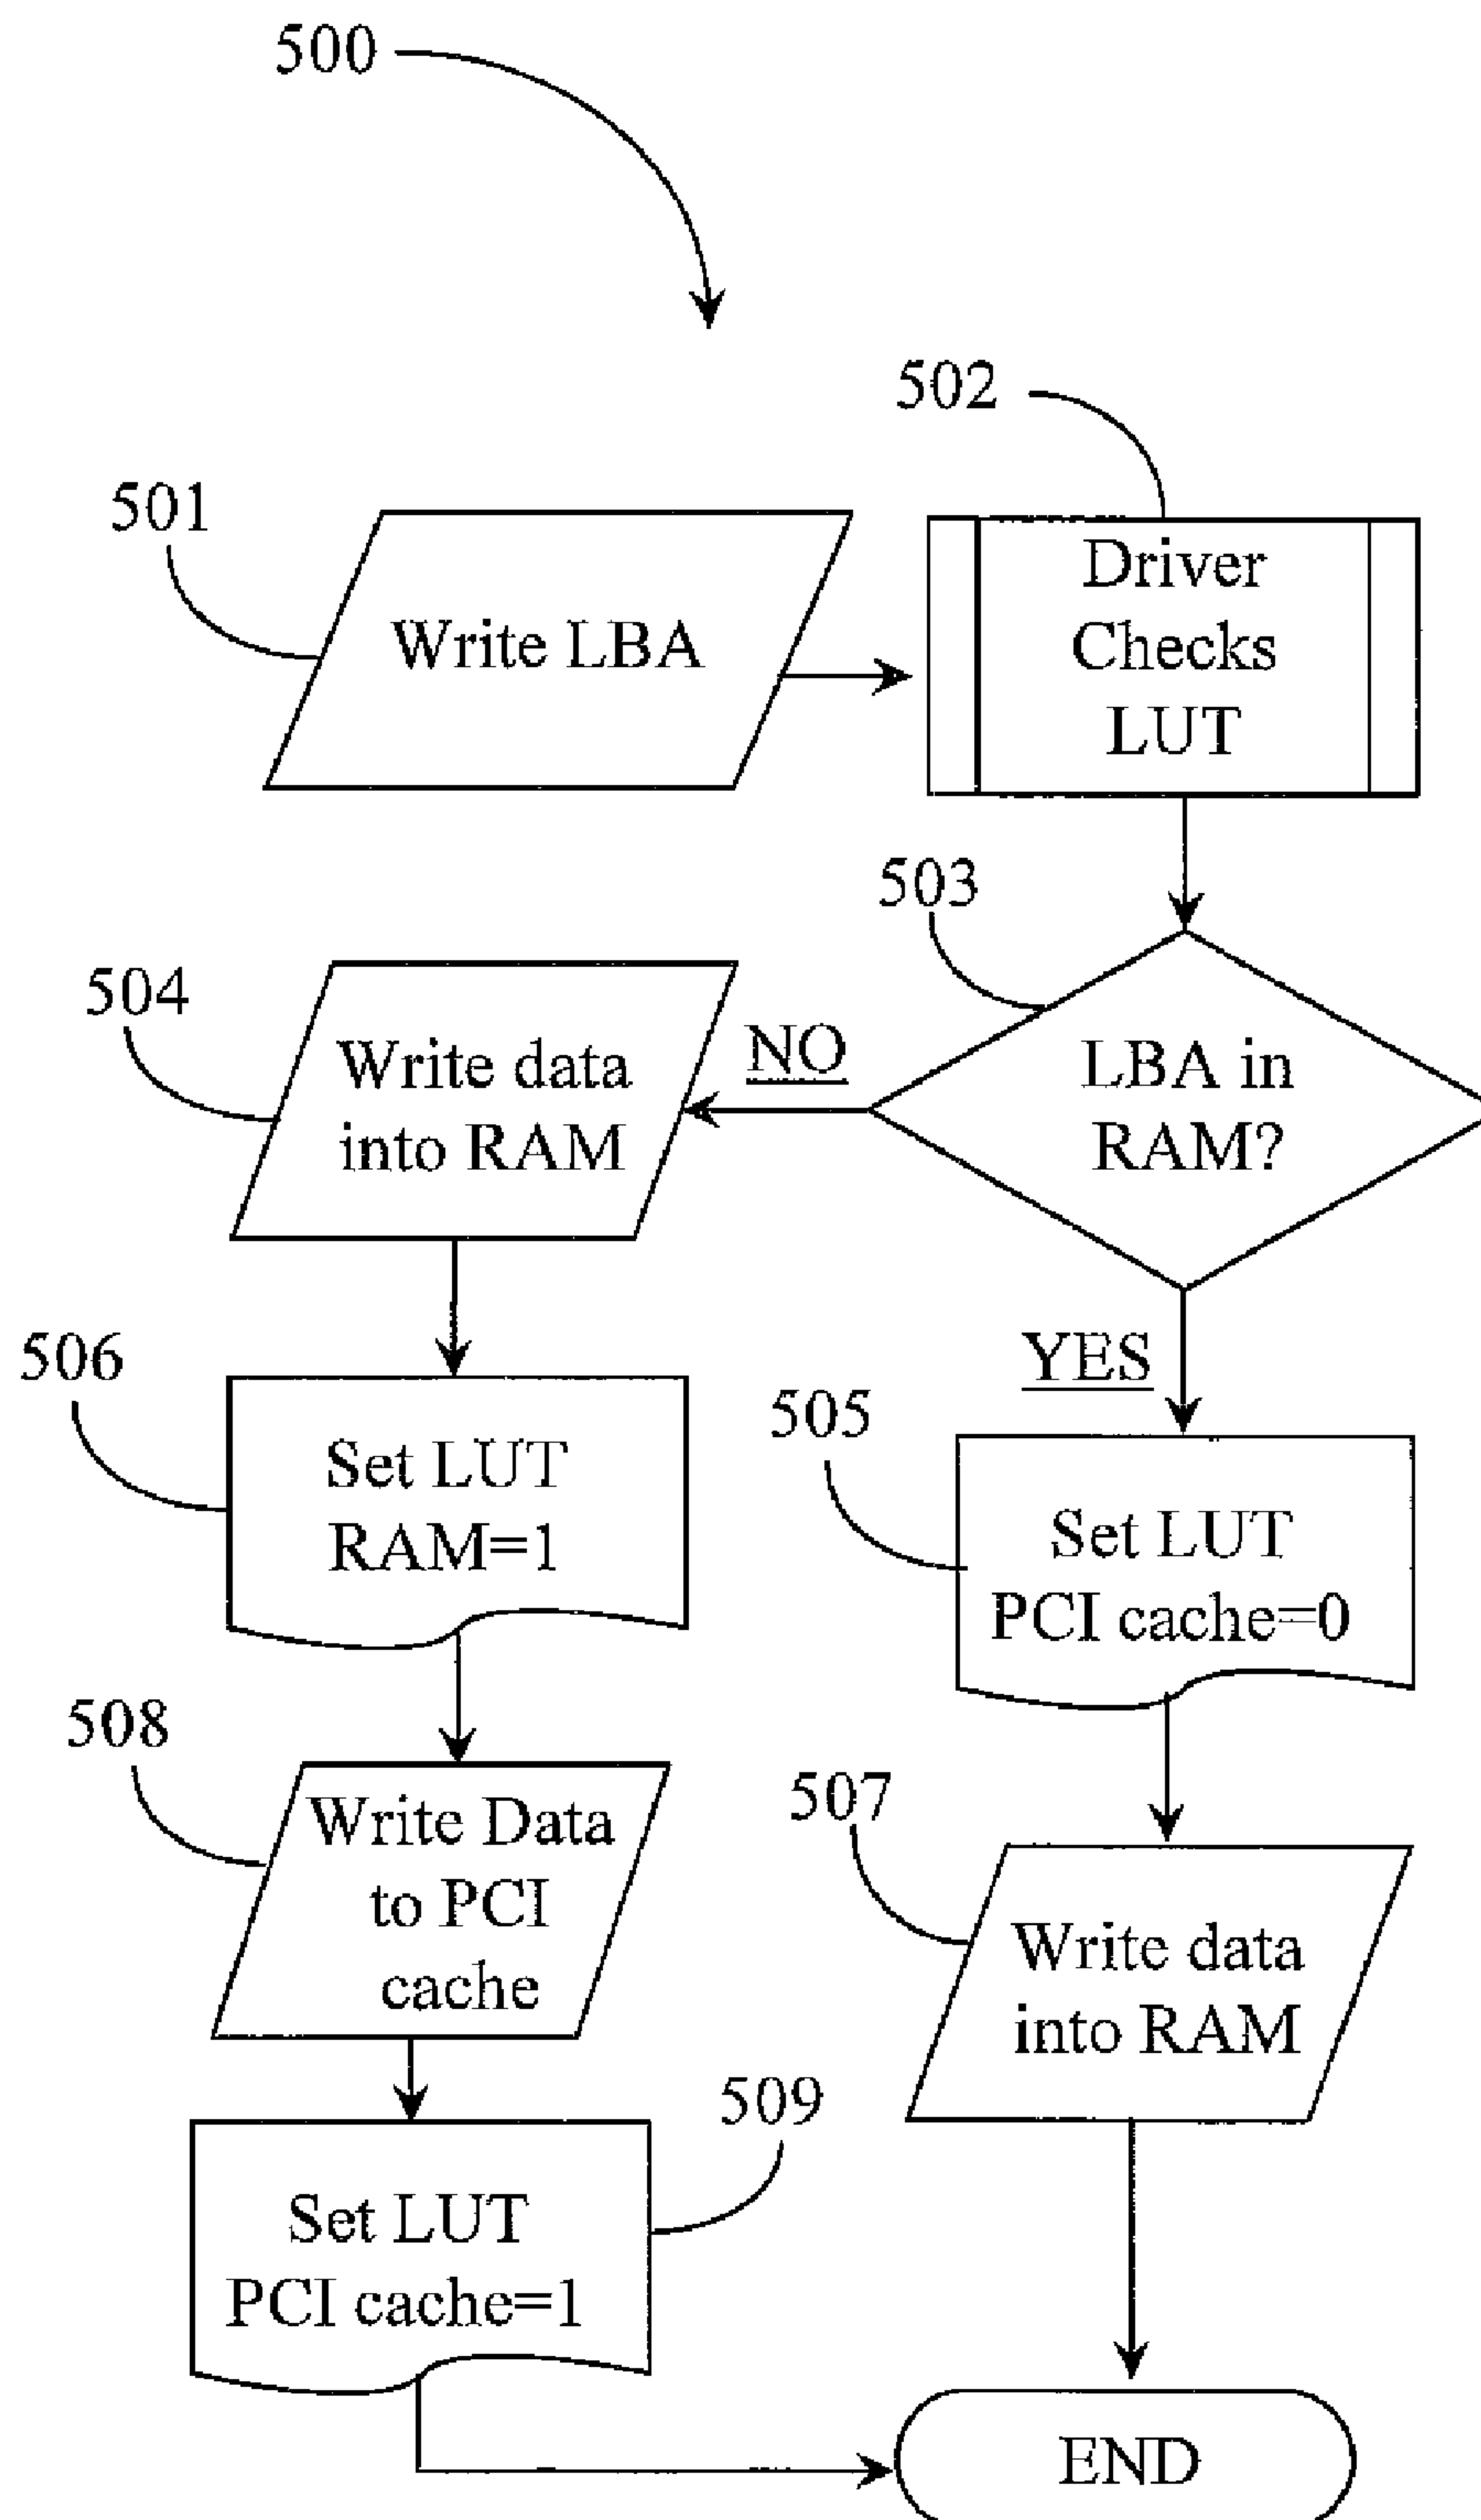 500
502
501
Driver
Checks
LUT
Write LBA
503
504
NO
LBA in
RAM?
Write data
into RAM
506
YES
505
Set LUT
RAM=1
Set LUT
PCI cache=0
508
507
Write Data
to PCI
cache
Write data
into RAM
509
Set LUT
PCI cache=1
END